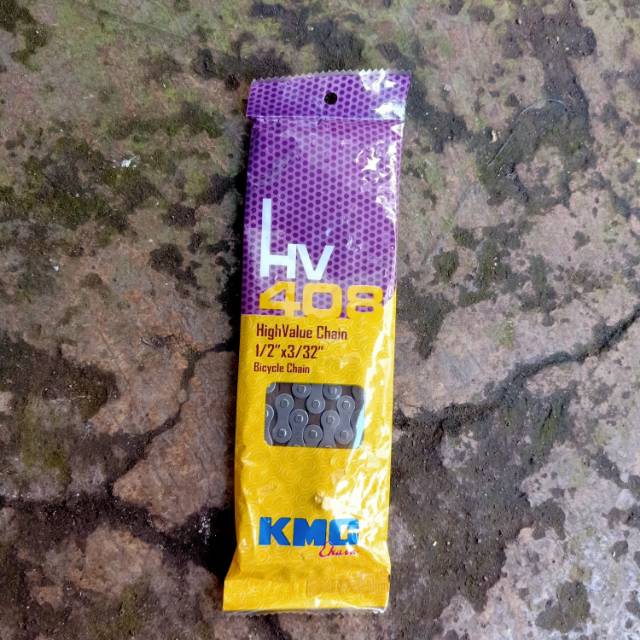 HV
408
HighValue Chain
1/2"x3/32"
Bicycle Chain
KMC
Chain